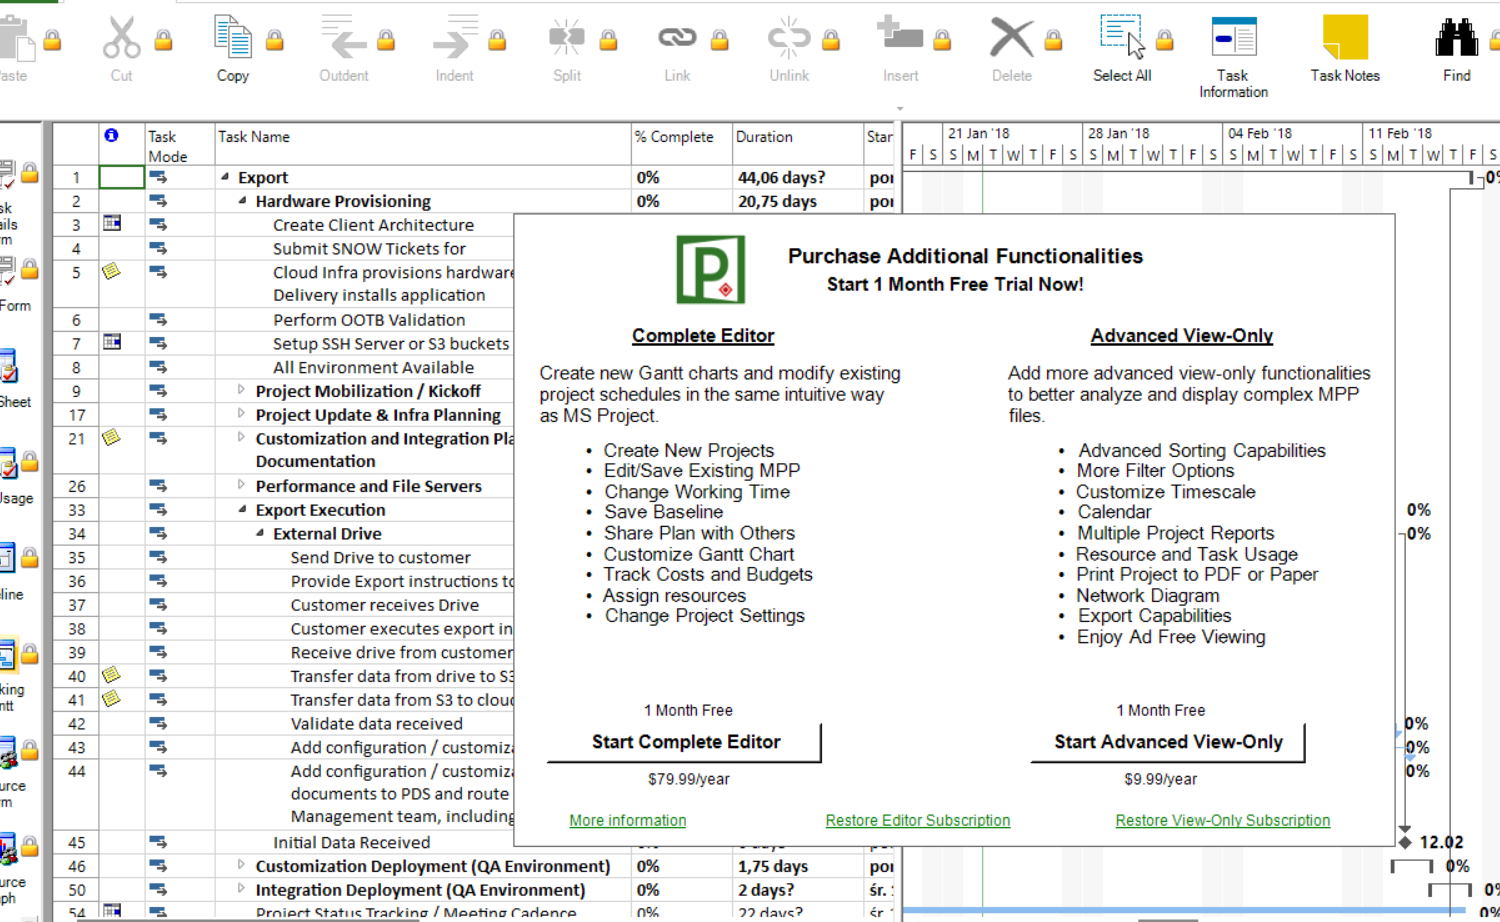 Paste Cut Copy Outdent Indent Split Link Unlink Insert Delete Select All Task Information Task Notes Find
Task Mode Task Name % Complete Duration Star 21 Jan '18 28 Jan '18 04 Feb '18 11 Feb '18
F S S M T W T F S S M T W T F S S M T W T F S S M T W T F S
1 Export 0% 44,06 days? por 0%
2 Hardware Provisioning 0% 20,75 days por
3 Create Client Architecture
4 Submit SNOW Tickets for
5 Cloud Infra provisions hardware
Delivery installs application
6 Perform OOTB Validation
7 Setup SSH Server or S3 buckets
8 All Environment Available
9 Project Mobilization / Kickoff
17 Project Update & Infra Planning
21 Customization and Integration Pla
Documentation
26 Performance and File Servers
33 Export Execution 0%
34 External Drive 0%
35 Send Drive to customer
36 Provide Export instructions to
37 Customer receives Drive
38 Customer executes export in
39 Receive drive from customer
40 Transfer data from drive to S3
41 Transfer data from S3 to cloud
42 Validate data received 0%
43 Add configuration / customiza 0%
44 Add configuration / customiza 0%
documents to PDS and route
Management team, including
45 Initial Data Received 12.02
46 Customization Deployment (QA Environment) 0% 1,75 days por 0%
50 Integration Deployment (QA Environment) 0% 2 days? śr. 0%
54 Project Status Tracking / Meeting Cadence 0% 22 days? śr. 0%
sk
ails
rm
Form
Sheet
Usage
eline
king
ntt
urce
rm
urce
ph
P
Purchase Additional Functionalities
Start 1 Month Free Trial Now!
Complete Editor
Create new Gantt charts and modify existing
project schedules in the same intuitive way
as MS Project.
• Create New Projects
• Edit/Save Existing MPP
• Change Working Time
• Save Baseline
• Share Plan with Others
• Customize Gantt Chart
• Track Costs and Budgets
• Assign resources
• Change Project Settings
1 Month Free
Start Complete Editor
$79.99/year
Advanced View-Only
Add more advanced view-only functionalities
to better analyze and display complex MPP
files.
• Advanced Sorting Capabilities
• More Filter Options
• Customize Timescale
• Calendar
• Multiple Project Reports
• Resource and Task Usage
• Print Project to PDF or Paper
• Network Diagram
• Export Capabilities
• Enjoy Ad Free Viewing
1 Month Free
Start Advanced View-Only
$9.99/year
More information Restore Editor Subscription Restore View-Only Subscription